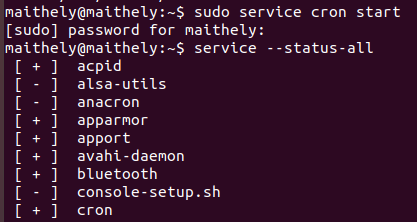 maithely@maithely:~$ sudo service cron start
[sudo] password for maithely:
maithely@maithely:~$ service --status-all
[ + ] acpid
[ - ] alsa-utils
[ - ] anacron
[ + ] apparmor
[ + ] apport
[ + ] avahi-daemon
[ + ] bluetooth
[ - ] console-setup.sh
[ + ] cron